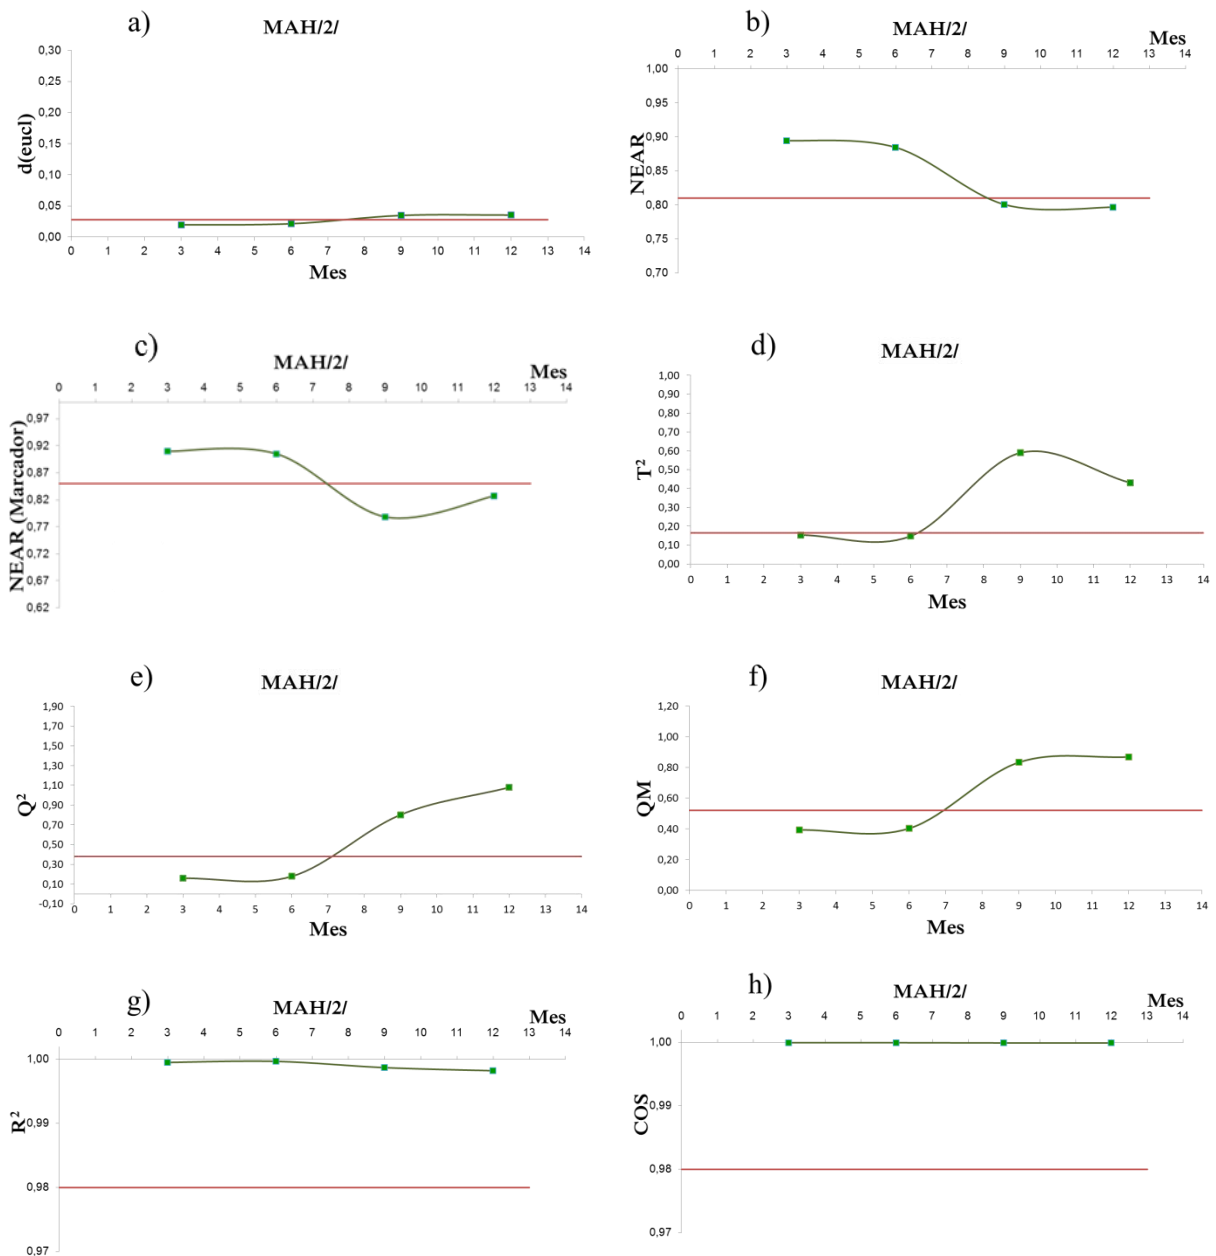 a)
MAH/2/
0,30
0,25
0,20
0,15
0,10
0,05
0,00
d(eucl)
0 1 2 3 4 5 6 7 8 9 10 11 12 13 14
Mes
b)
MAH/2/
Mes
0 1 2 3 4 5 6 7 8 9 10 11 12 13 14
1,00
0,95
0,90
0,85
0,80
0,75
0,70
NEAR
c)
MAH/2/
Mes
0 1 2 3 4 5 6 7 8 9 10 11 12 13 14
0,97
0,92
0,87
0,82
0,77
0,72
0,67
0,62
NEAR (Marcador)
d)
MAH/2/
1,00
0,90
0,80
0,70
0,60
0,50
0,40
0,30
0,20
0,10
0,00
T²
0 1 2 3 4 5 6 7 8 9 10 11 12 13 14
Mes
e)
MAH/2/
1,90
1,70
1,50
1,30
1,10
0,90
0,70
0,50
0,30
0,10
-0,10
Q²
0 1 2 3 4 5 6 7 8 9 10 11 12 13 14
Mes
f)
MAH/2/
1,20
1,00
0,80
0,60
0,40
0,20
0,00
QM
0 1 2 3 4 5 6 7 8 9 10 11 12 13 14
Mes
g)
MAH/2/
Mes
0 1 2 3 4 5 6 7 8 9 10 11 12 13 14
1,00
0,99
0,98
0,97
R²
h)
MAH/2/
Mes
0 1 2 3 4 5 6 7 8 9 10 11 12 13 14
1,00
0,99
0,98
0,97
COS